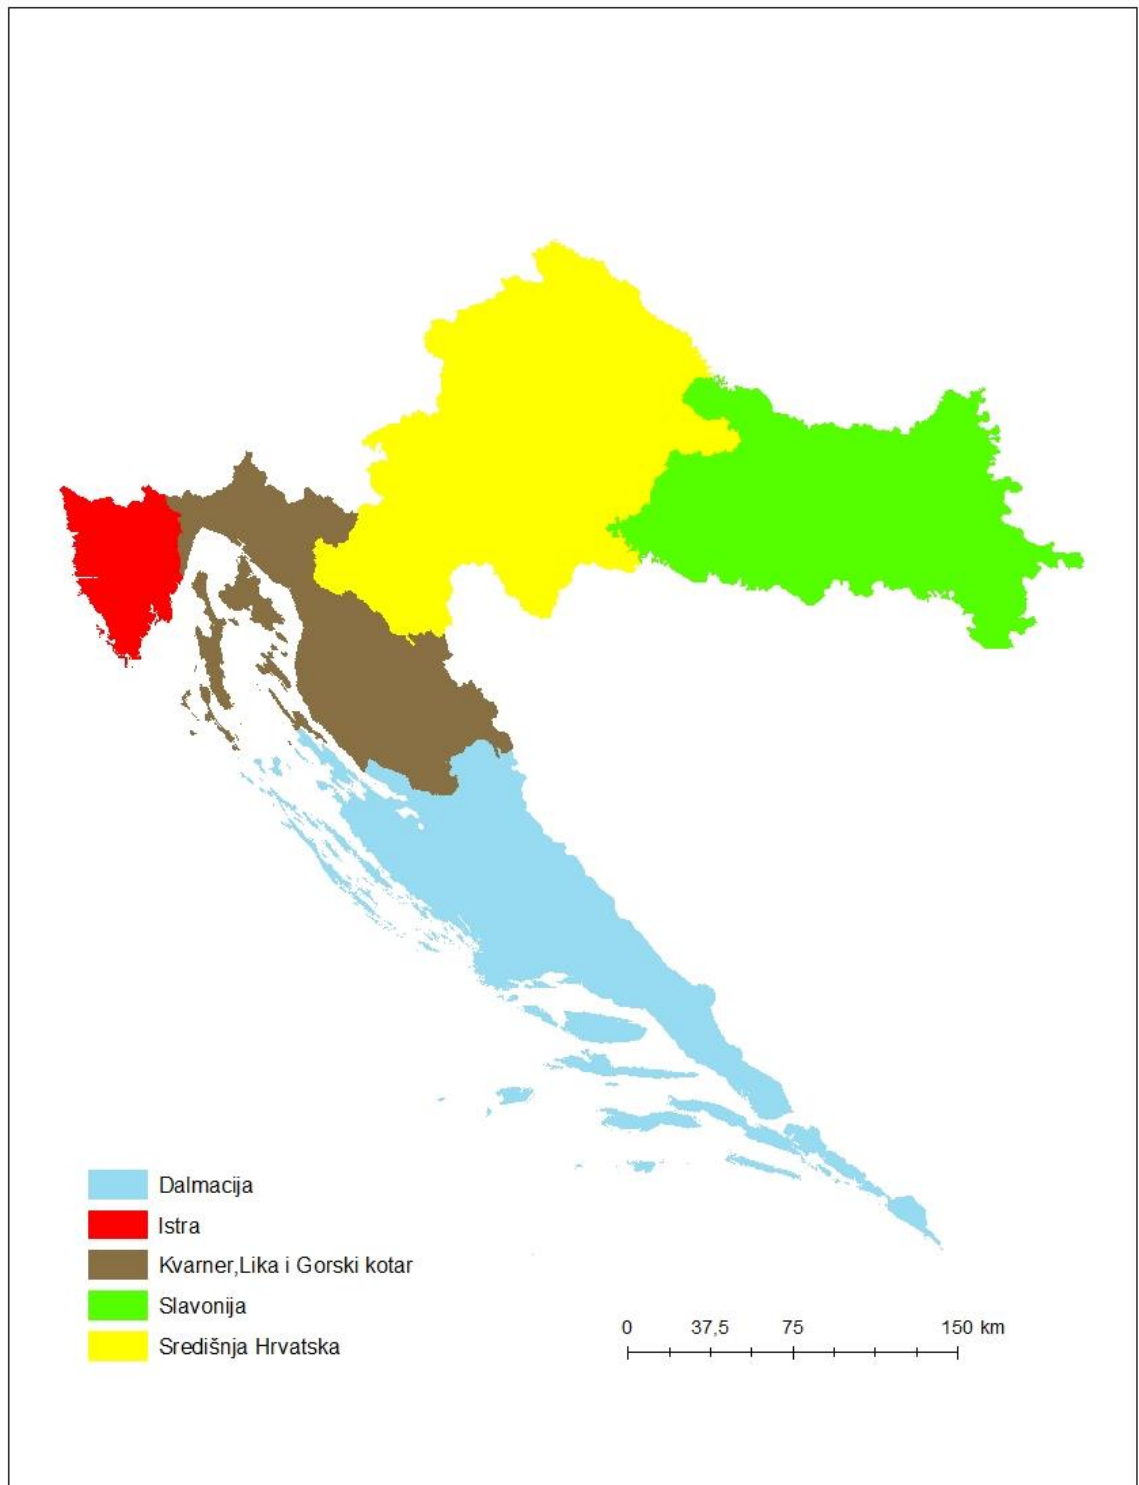 Dalmacija
Istra
Kvarner,Lika i Gorski kotar
Slavonija
Središnja Hrvatska
0 37,5 75 150 km